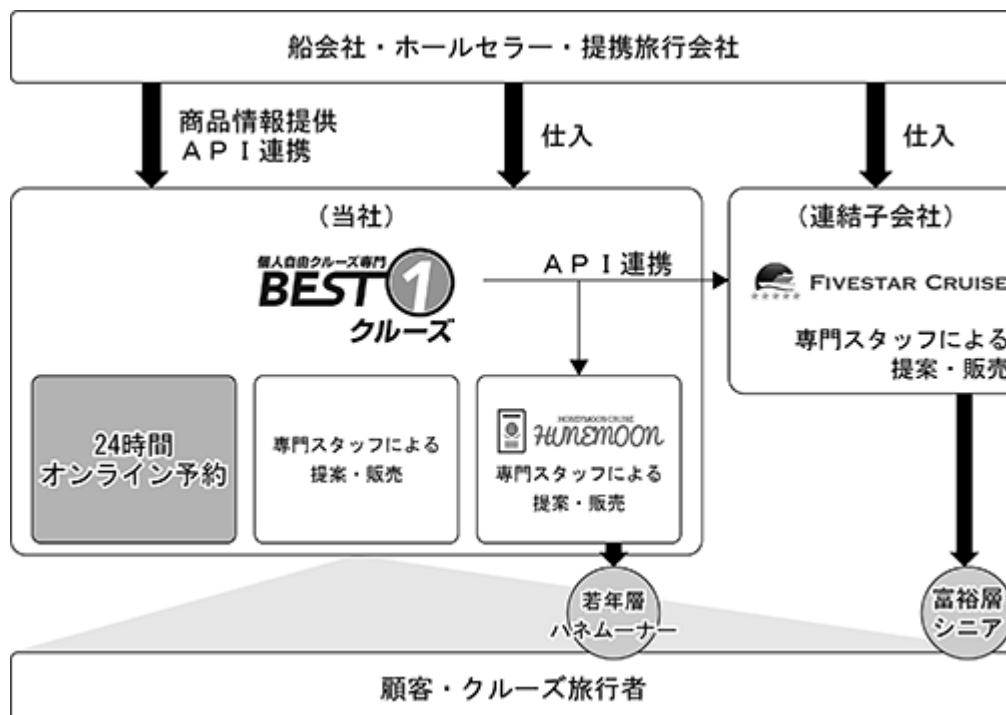 船会社・ホールセラー・提携旅行会社
商品情報提供
ＡＰＩ連携
仕入
仕入
（当社）
個人自由クルーズ専門
BEST1
クルーズ
ＡＰＩ連携
（連結子会社）
FIVESTAR CRUISE
専門スタッフによる
提案・販売
24時間
オンライン予約
専門スタッフによる
提案・販売
HONEYMOON CRUISE
HUNEMOON
専門スタッフによる
提案・販売
若年層
ハネムーナー
富裕層
シニア
顧客・クルーズ旅行者